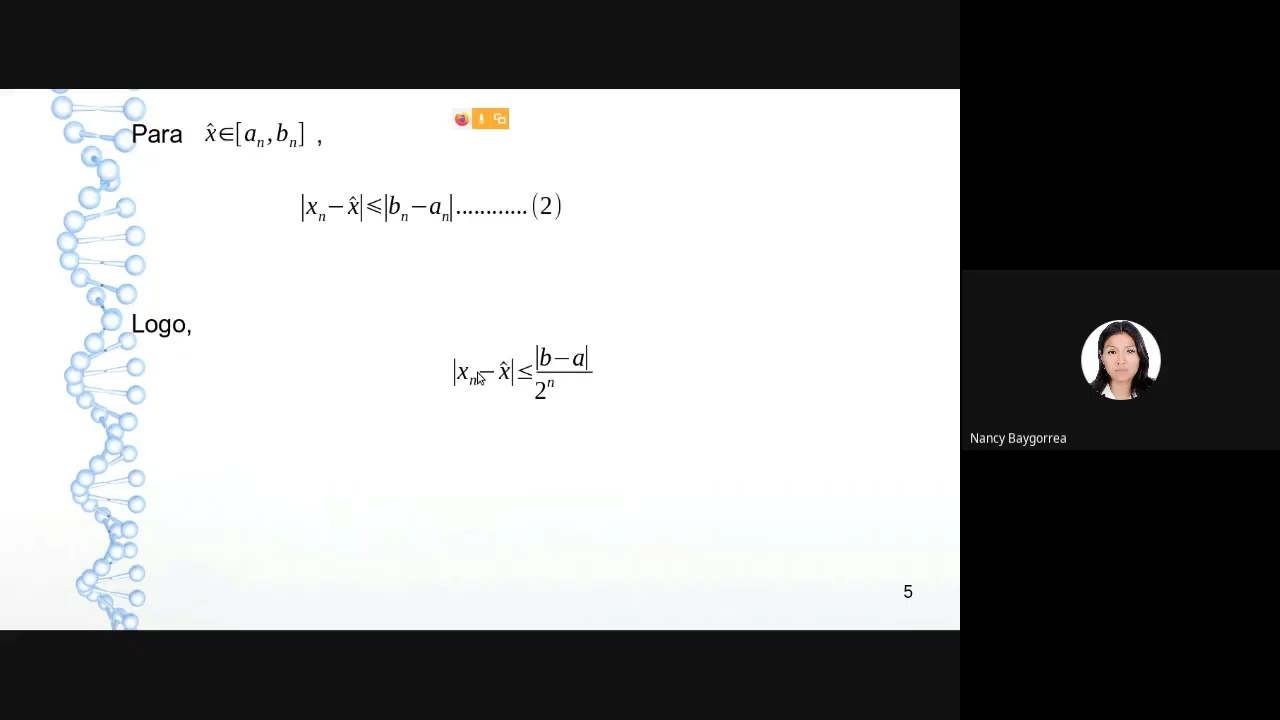 Para x̂∈[aₙ,bₙ] ,
|xₙ−x̂|⩽|bₙ−aₙ|............(2)
Logo,
|xₙ−x̂|≤|b−a|/2ⁿ
Nancy Baygorrea
5